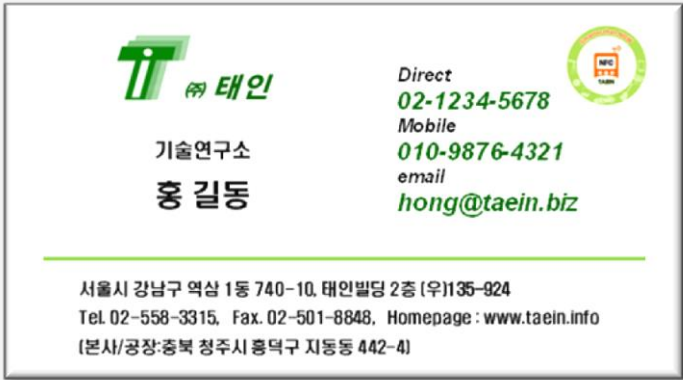 (주) 태인
기술연구소
홍 길동
Direct
02-1234-5678
Mobile
010-9876-4321
email
hong@taein.biz
NFC
TAEIN
서울시 강남구 역삼 1동 740-10, 태인빌딩 2층 (우)135-924
Tel. 02-558-3315, Fax. 02-501-8848, Homepage : www.taein.info
(본사/공장:충북 청주시 흥덕구 지동동 442-4)